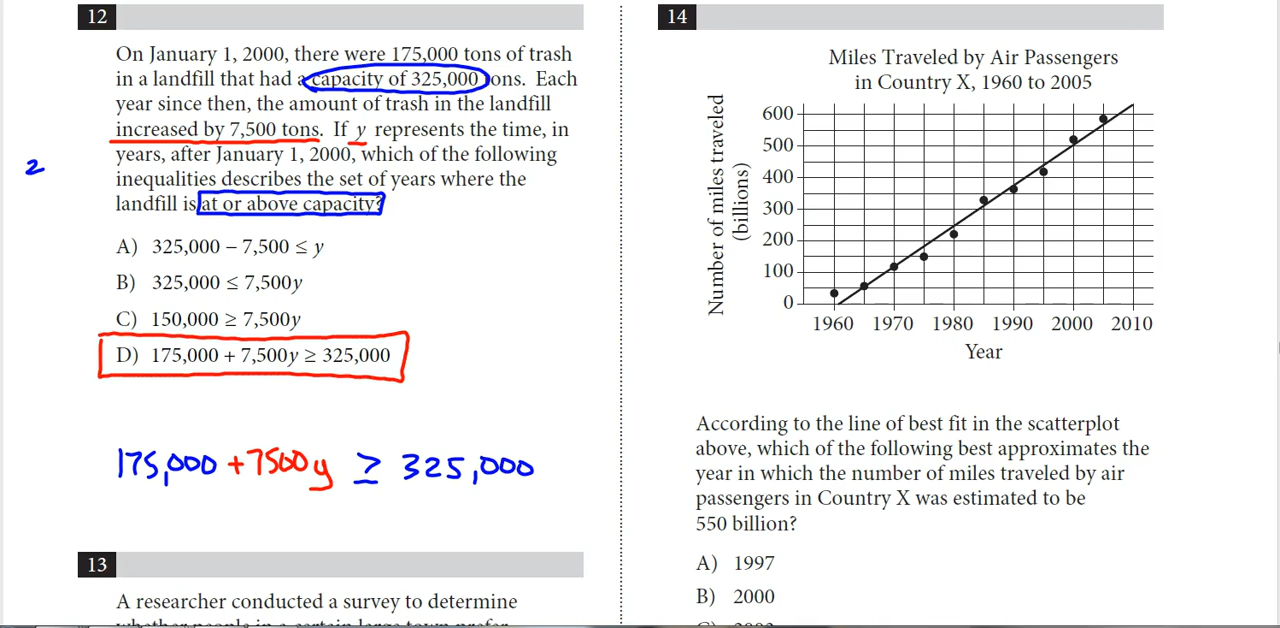 12
On January 1, 2000, there were 175,000 tons of trash
in a landfill that had a capacity of 325,000 tons. Each
year since then, the amount of trash in the landfill
increased by 7,500 tons. If y represents the time, in
years, after January 1, 2000, which of the following
inequalities describes the set of years where the
landfill is at or above capacity?
2
A) 325,000 − 7,500 ≤ y
B) 325,000 ≤ 7,500y
C) 150,000 ≥ 7,500y
D) 175,000 + 7,500y ≥ 325,000
175,000 +7500y ≥ 325,000
13
A researcher conducted a survey to determine
14
Miles Traveled by Air Passengers
in Country X, 1960 to 2005
Number of miles traveled
(billions)
600
500
400
300
200
100
0
1960 1970 1980 1990 2000 2010
Year
According to the line of best fit in the scatterplot
above, which of the following best approximates the
year in which the number of miles traveled by air
passengers in Country X was estimated to be
550 billion?
A) 1997
B) 2000